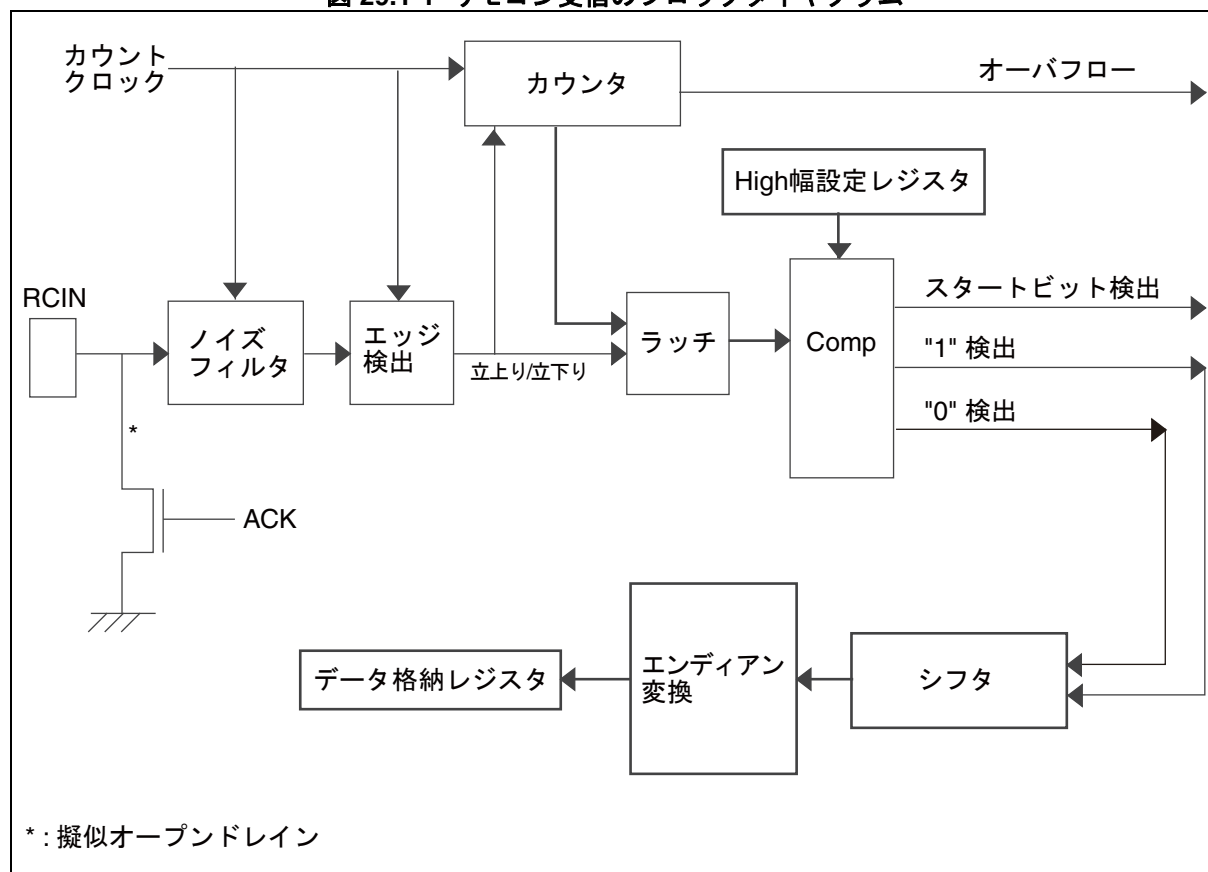 カウント
クロック
カウンタ
オーバフロー
High幅設定レジスタ
RCIN
ノイズ
フィルタ
エッジ
検出
立上り/立下り
ラッチ
Comp
スタートビット検出
"1" 検出
"0" 検出
*
ACK
データ格納レジスタ
エンディアン
変換
シフタ
* : 擬似オープンドレイン